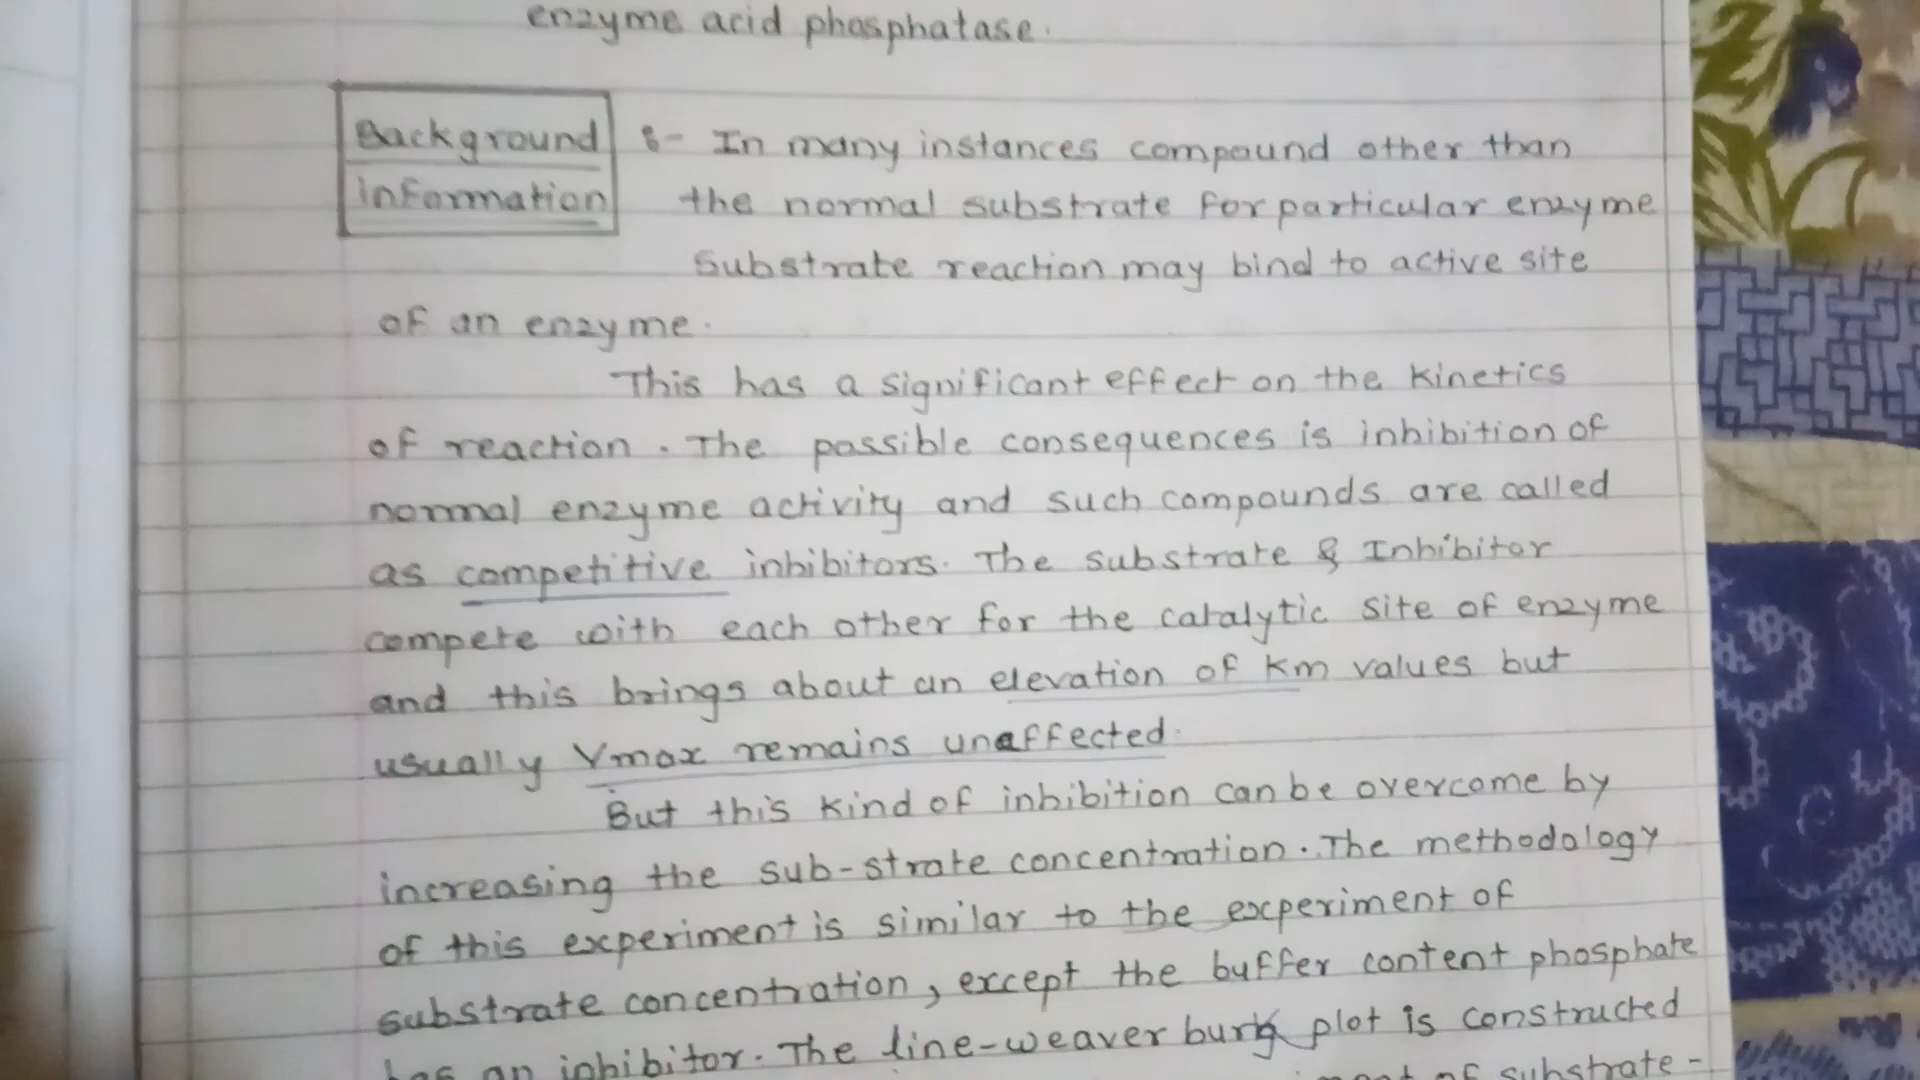 enzyme acid phosphatase.
Background :- In many instances compound other than
information the normal substrate for particular enzyme
substrate reaction may bind to active site
of an enzyme.
This has a significant effect on the kinetics
of reaction. The possible consequences is inhibition of
normal enzyme activity and such compounds are called
as competitive inhibitors. The substrate & Inhibitor
compete with each other for the catalytic site of enzyme
and this brings about an elevation of Km values but
usually Vmax remains unaffected.
But this kind of inhibition can be overcome by
increasing the sub-strate concentration. The methodology
of this experiment is similar to the experiment of
substrate concentration, except the buffer content phosphate
has an inhibitor. The line-weaver burk plot is constructed
of substrate-